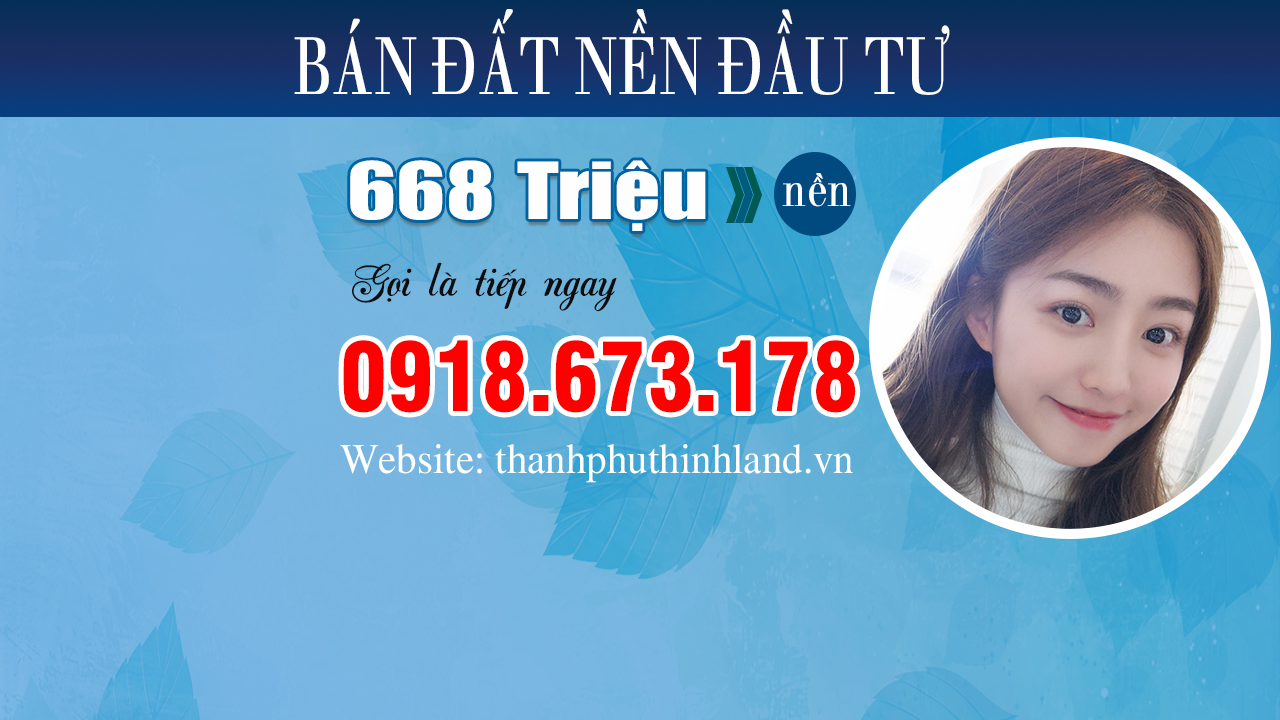 BÁN ĐẤT NỀN ĐẦU TƯ
668 Triệu nền
Gọi là tiếp ngay
0918.673.178
Website: thanhphuthinhland.vn